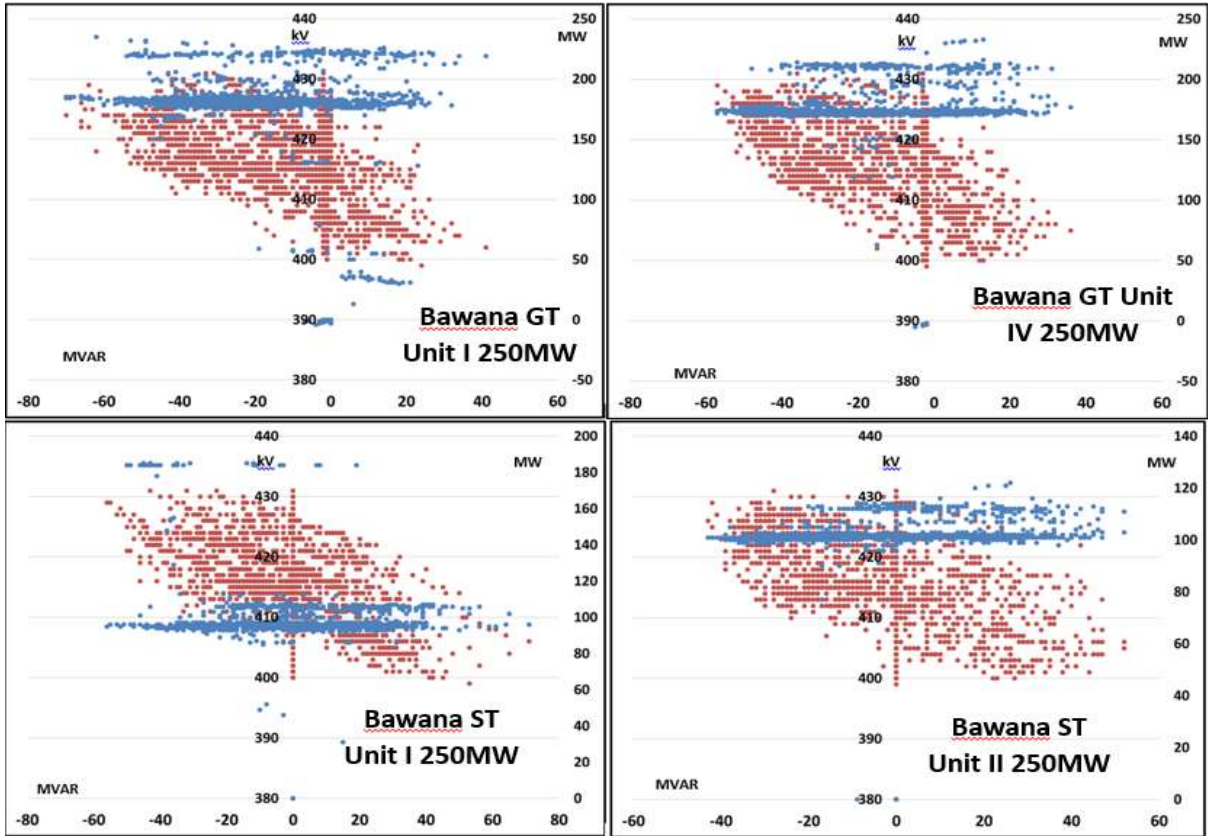 440
250
kV
MW
430
200
420
150
410
100
400
50
390
0
Bawana GT
Unit I 250MW
MVAR
380
-50
-80 -60 -40 -20 0 20 40 60
440
250
kV
MW
430
200
420
150
410
100
400
50
390
0
Bawana GT Unit
IV 250MW
MVAR
380
-50
-80 -60 -40 -20 0 20 40 60
440
200
kV
MW
180
430
160
420
140
120
410
100
80
400
60
40
390
20
Bawana ST
Unit I 250MW
MVAR
380
0
-80 -60 -40 -20 0 20 40 60 80
440
140
kV
MW
120
430
100
420
80
410
60
400
40
390
20
Bawana ST
Unit II 250MW
MVAR
380
0
-60 -40 -20 0 20 40 60